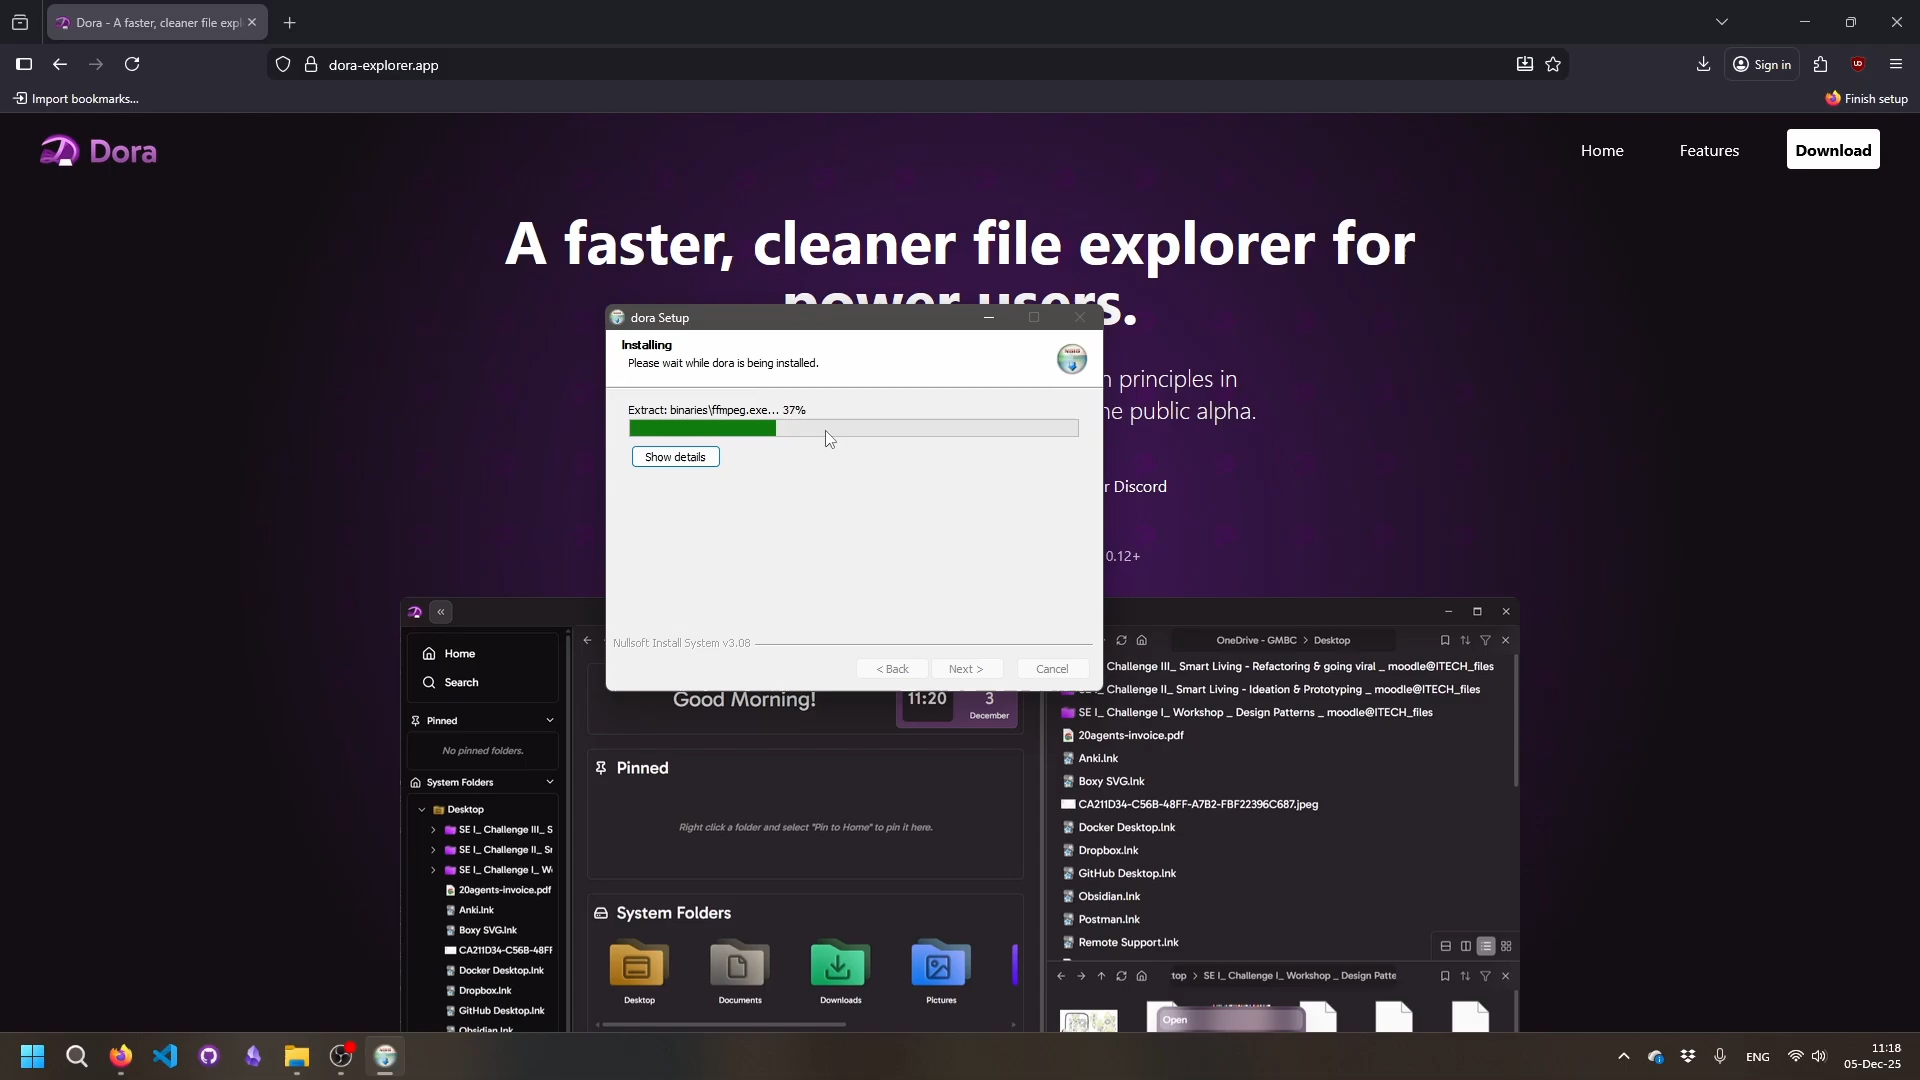 Dora - A faster, cleaner file expl
dora-explorer.app
Sign in
Import bookmarks...
Finish setup
Dora
Home
Features
Download
A faster, cleaner file explorer for
power users.
principles in
public alpha.
Discord
0.12+
dora Setup
Installing
Please wait while dora is being installed.
Extract: binaries\ffmpeg.exe... 37%
Show details
Nullsoft Install System v3.08
< Back
Next >
Cancel
«
Home
Search
Pinned
No pinned folders.
System Folders
Desktop
SE I_ Challenge III_ S
SE I_ Challenge II_ S
SE I_ Challenge I_ W
20agents-invoice.pdf
Anki.lnk
Boxy SVG.lnk
CA211D34-C56B-48FF
Docker Desktop.lnk
Dropbox.lnk
GitHub Desktop.lnk
Obsidian.lnk
Good Morning!
11:20
3
December
Pinned
Right click a folder and select "Pin to Home" to pin it here.
System Folders
Desktop
Documents
Downloads
Pictures
OneDrive - GMBC > Desktop
Challenge III_ Smart Living - Refactoring & going viral _ moodle@ITECH_files
Challenge II_ Smart Living - Ideation & Prototyping _ moodle@ITECH_files
SE I_ Challenge I_ Workshop _ Design Patterns _ moodle@ITECH_files
20agents-invoice.pdf
Anki.lnk
Boxy SVG.lnk
CA211D34-C56B-48FF-A7B2-FBF22396C687.jpeg
Docker Desktop.lnk
Dropbox.lnk
GitHub Desktop.lnk
Obsidian.lnk
Postman.lnk
Remote Support.lnk
top > SE I_ Challenge I_ Workshop _ Design Patte
Open
ENG
11:18
05-Dec-25